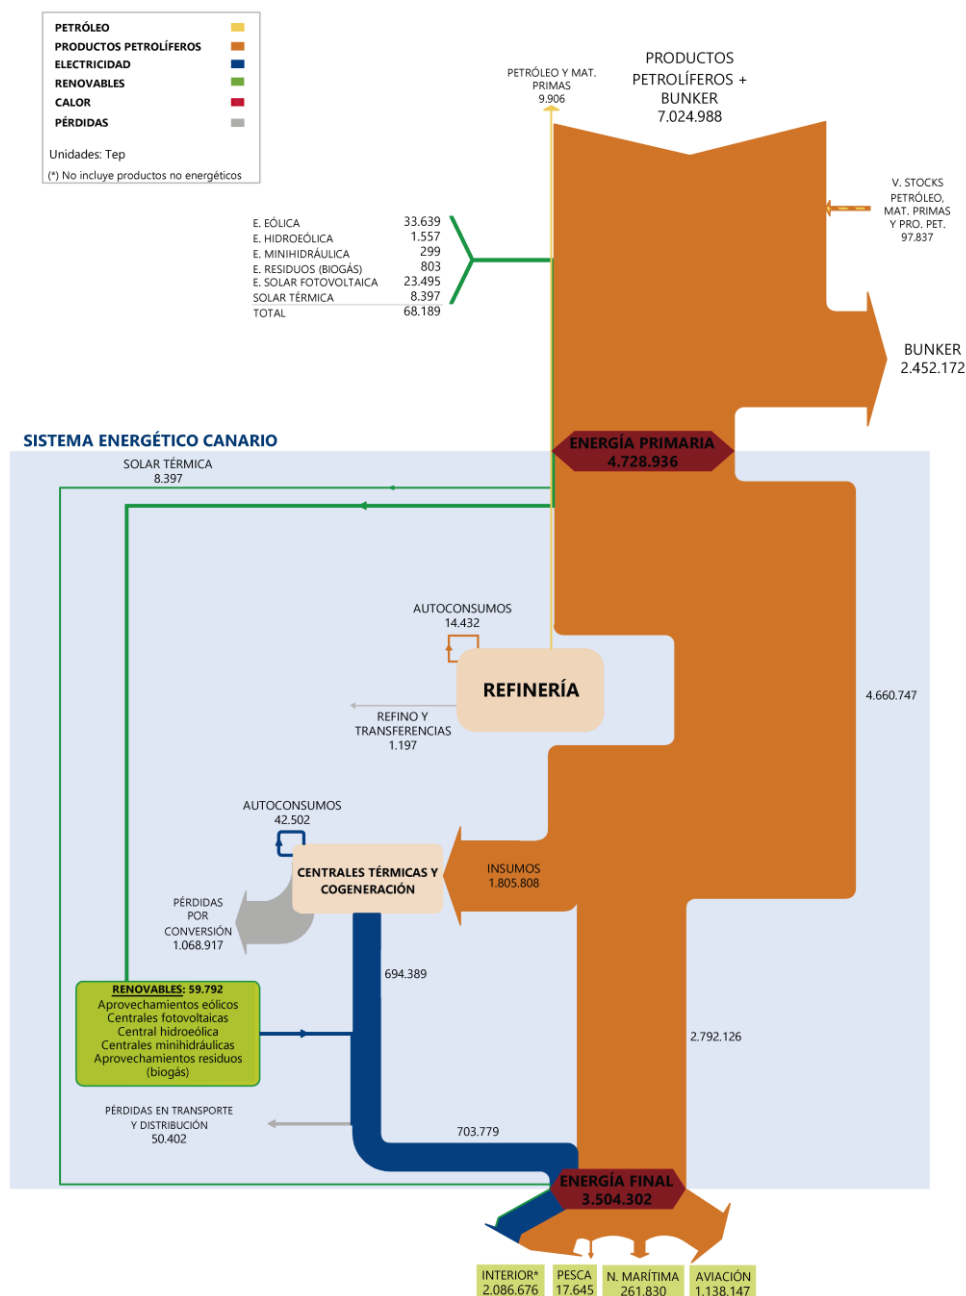 PETRÓLEO
PRODUCTOS PETROLÍFEROS
ELECTRICIDAD
RENOVABLES
CALOR
PÉRDIDAS
Unidades: Tep
(*) No incluye productos no energéticos
PETRÓLEO Y MAT.
PRIMAS
9.906
PRODUCTOS
PETROLÍFEROS +
BUNKER
7.024.988
V. STOCKS
PETRÓLEO,
MAT. PRIMAS
Y PRO. PET.
97.837
E. EÓLICA 33.639
E. HIDROEÓLICA 1.557
E. MINIHIDRÁULICA 299
E. RESIDUOS (BIOGÁS) 803
E. SOLAR FOTOVOLTAICA 23.495
SOLAR TÉRMICA 8.397
TOTAL 68.189
BUNKER
2.452.172
SISTEMA ENERGÉTICO CANARIO
ENERGÍA PRIMARIA
4.728.936
SOLAR TÉRMICA
8.397
AUTOCONSUMOS
14.432
REFINERÍA
4.660.747
REFINO Y
TRANSFERENCIAS
1.197
AUTOCONSUMOS
42.502
CENTRALES TÉRMICAS Y
COGENERACIÓN
INSUMOS
1.805.808
PÉRDIDAS
POR
CONVERSIÓN
1.068.917
694.389
RENOVABLES: 59.792
Aprovechamientos eólicos
Centrales fotovoltaicas
Central hidroeólica
Centrales minihidráulicas
Aprovechamientos residuos
(biogás)
2.792.126
PÉRDIDAS EN TRANSPORTE
Y DISTRIBUCIÓN
50.402
703.779
ENERGÍA FINAL
3.504.302
INTERIOR*
2.086.676
PESCA
17.645
N. MARÍTIMA
261.830
AVIACIÓN
1.138.147